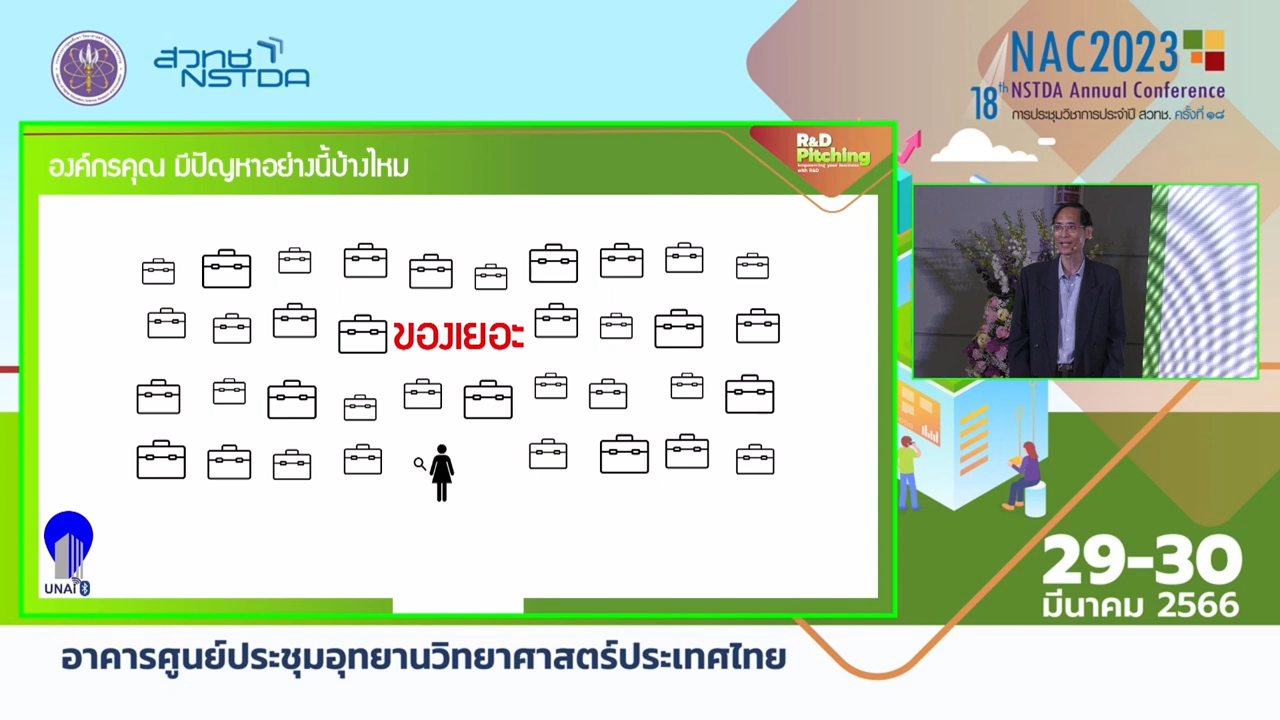 สวทช
NSTDA
NAC2023
18th NSTDA Annual Conference
การประชุมวิชาการประจำปี สวทช. ครั้งที่ ๑๘
R&D
Pitching
Empowering your business
with R&D
องค์กรคุณ มีปัญหาอย่างนี้บ้างไหม
ของเยอะ
UNAI
29-30
มีนาคม 2566
อาคารศูนย์ประชุมอุทยานวิทยาศาสตร์ประเทศไทย